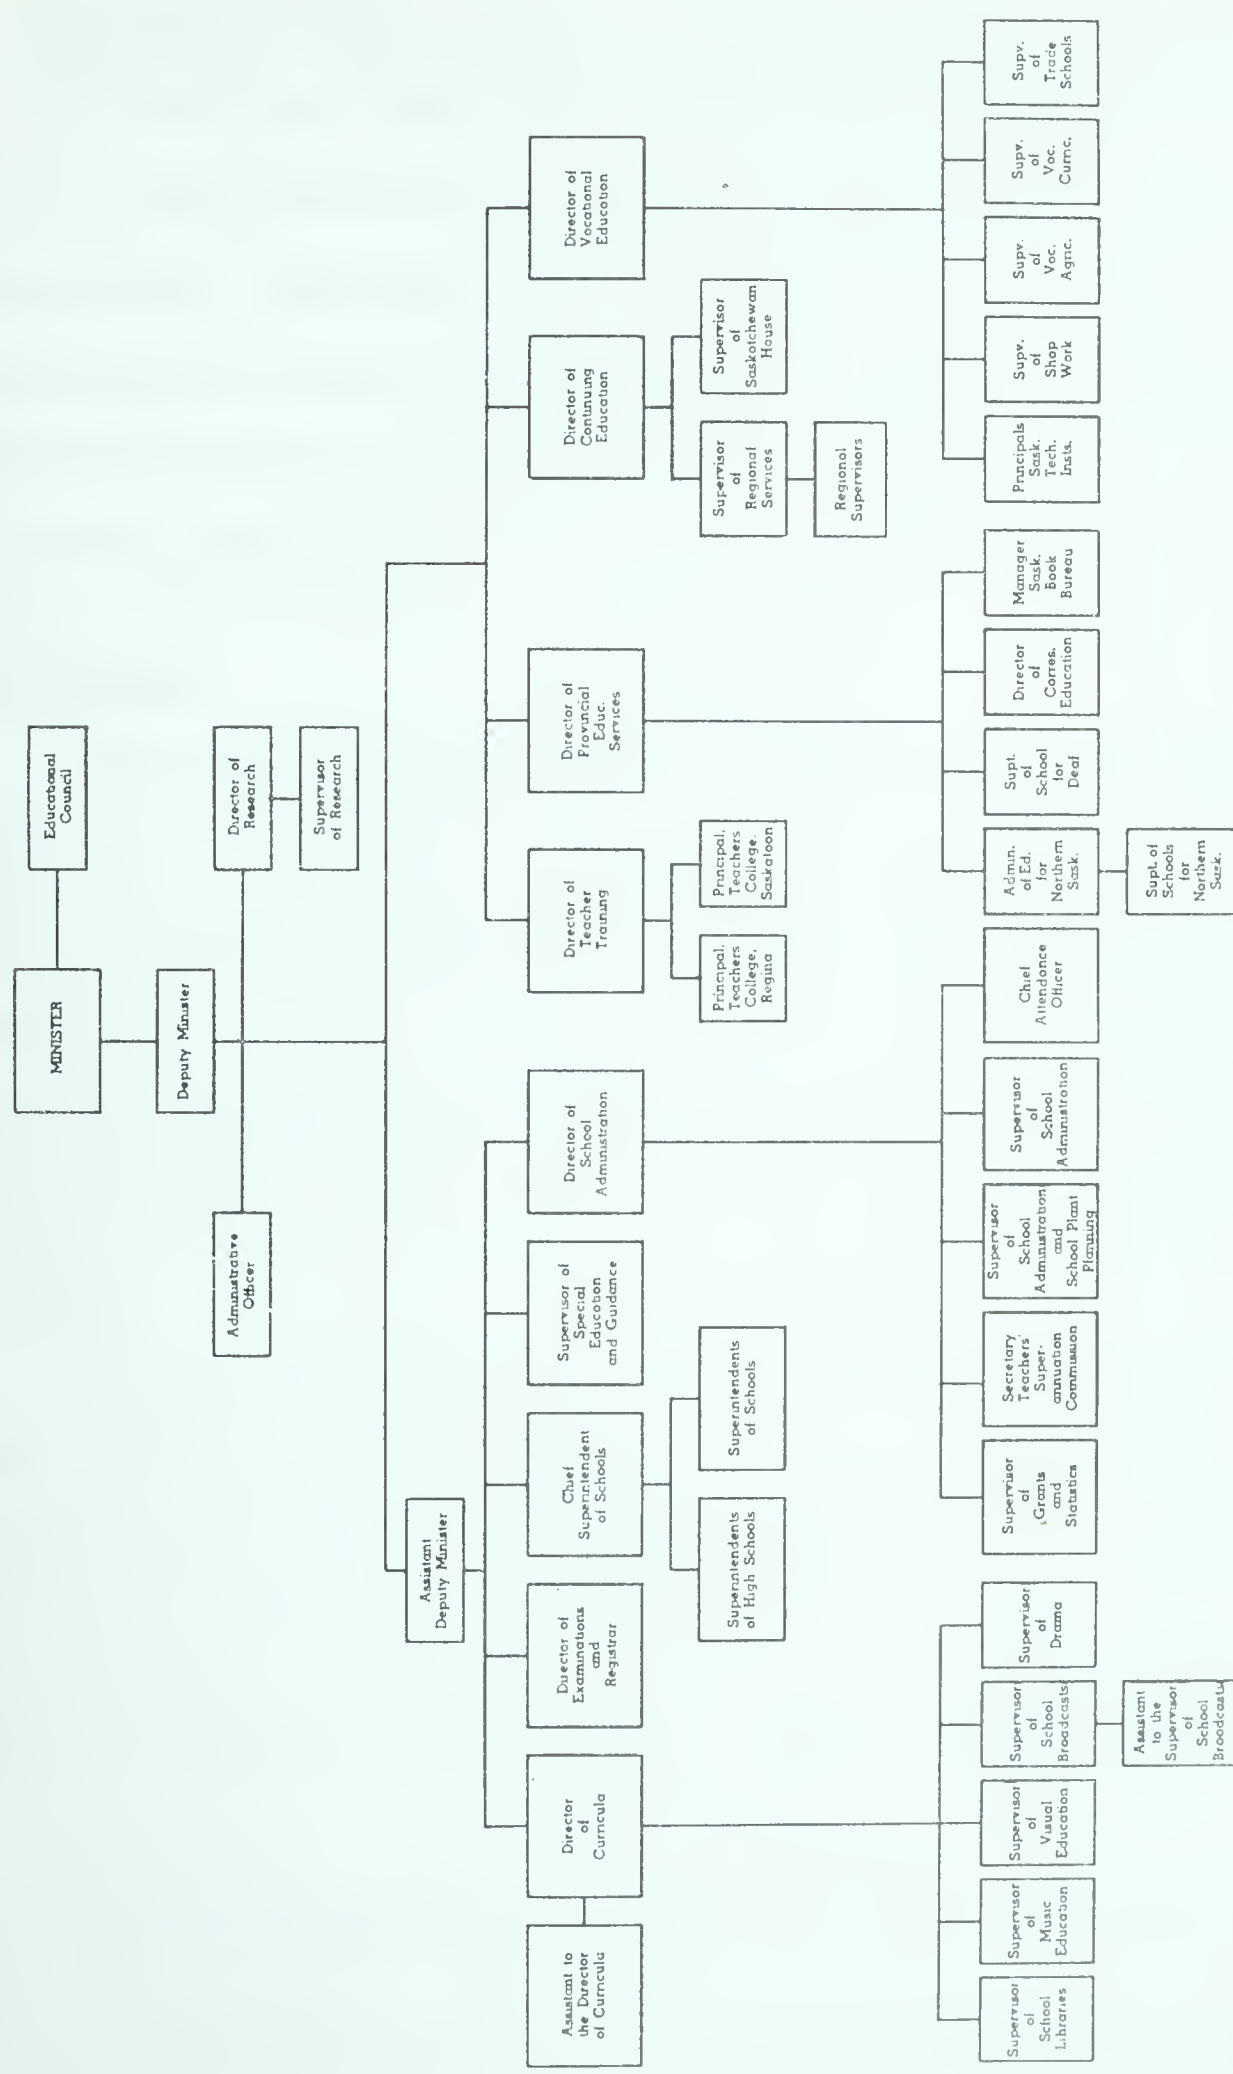 MINISTER
Educational
Council
Deputy Minister
Administrative
Officer
Director of
Research
Supervisor
of Research
Assistant
Deputy Minister
Assistant to
the Director
of Curricula
Director
of
Curricula
Director of
Examinations
and
Registrar
Chief
Superintendent
of Schools
Supervisor of
Special
Education
and Guidance
Director of
School
Administration
Director of
Teacher
Training
Director of
Provincial
Educ.
Services
Director of
Continuing
Education
Director of
Vocational
Education
Superintendents
of High Schools
Superintendents
of Schools
Principal,
Teachers
College,
Regina
Principal,
Teachers
College,
Saskatoon
Supervisor
of
Regional
Services
Supervisor
of
Saskatchewan
House
Regional
Supervisors
Supervisor
of
School
Libraries
Supervisor
of
Music
Education
Supervisor
of
Visual
Education
Supervisor
of
School
Broadcasts
Supervisor
of
Drama
Supervisor
of
Grants
and
Statistics
Secretary
Teachers'
Super-
annuation
Commission
Supervisor
of
School
Administration
and
School Plant
Planning
Supervisor
of
School
Administration
Chief
Attendance
Officer
Admin.
of Ed.
for
Northern
Sask.
Supt.
of
School
for
Deaf
Director
of
Corres.
Education
Manager
Sask.
Book
Bureau
Principals
Sask.
Tech.
Insts.
Supv.
of
Shop
Work
Supv.
of
Voc.
Agric.
Supv.
of
Voc.
Curric.
Supv.
of
Trade
Schools
Assistant
to the
Supervisor
of
School
Broadcasts
Supt. of
Schools
for
Northern
Sask.